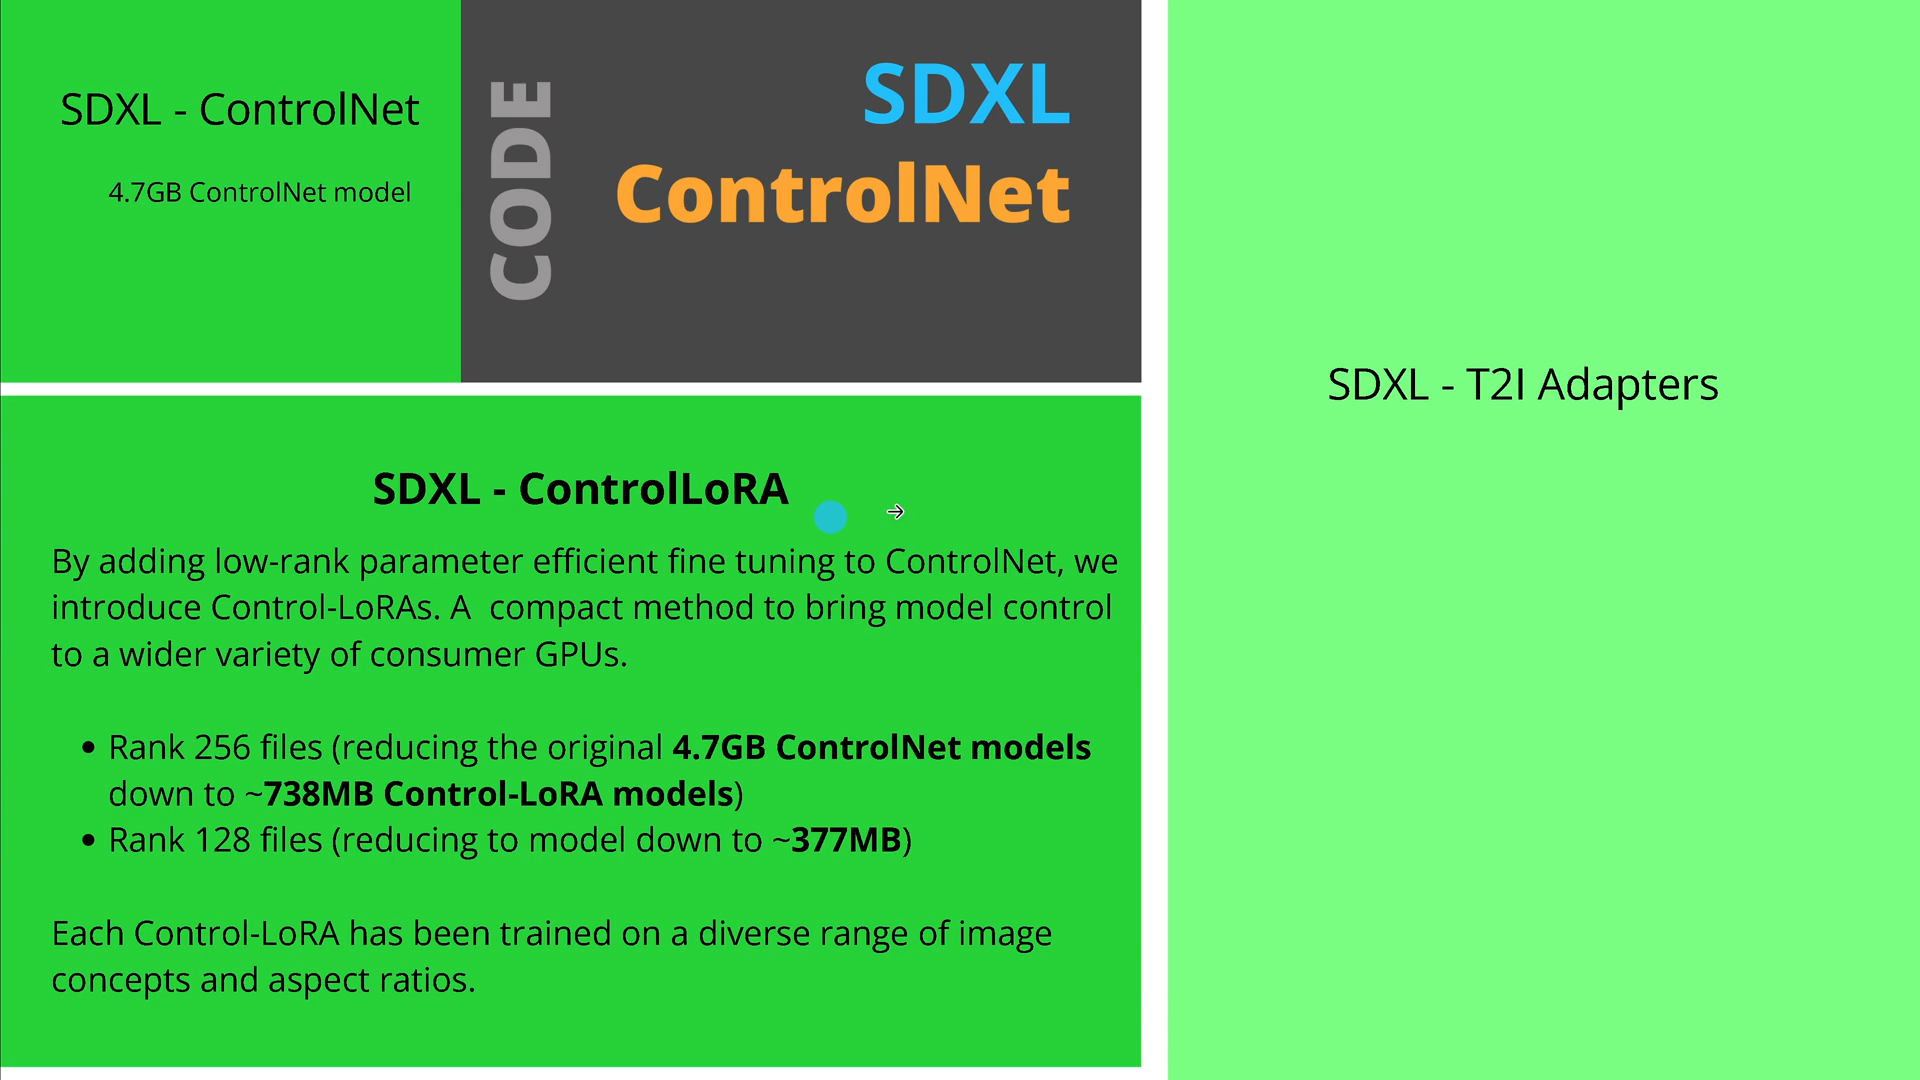 SDXL - ControlNet
4.7GB ControlNet model
CODE
SDXL
ControlNet
SDXL - ControlLoRA
By adding low-rank parameter efficient fine tuning to ControlNet, we
introduce Control-LoRAs. A  compact method to bring model control
to a wider variety of consumer GPUs.
• Rank 256 files (reducing the original 4.7GB ControlNet models
down to ~738MB Control-LoRA models)
• Rank 128 files (reducing to model down to ~377MB)
Each Control-LoRA has been trained on a diverse range of image
concepts and aspect ratios.
SDXL - T2I Adapters